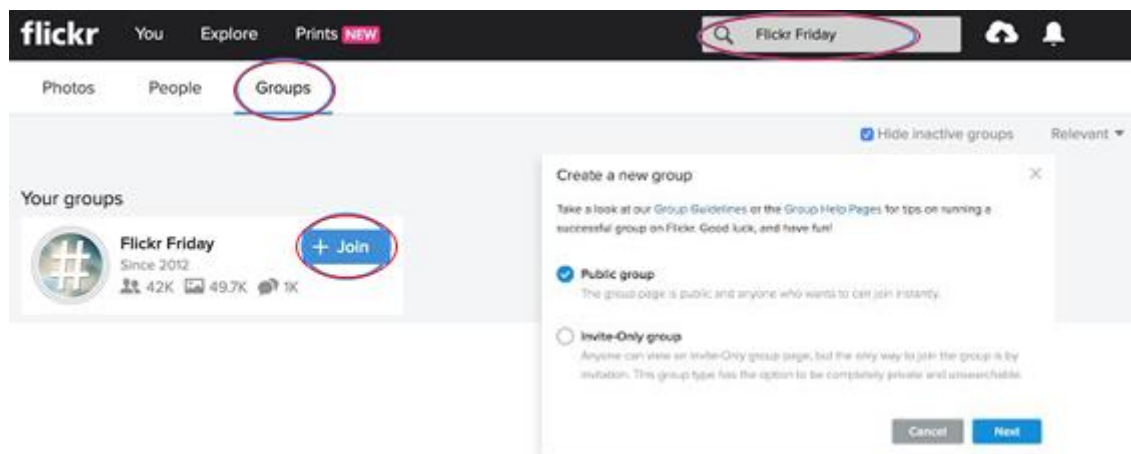 flickr You Explore Prints NEW Flickr Friday
Photos People Groups
Hide inactive groups Relevant
Your groups
Flickr Friday
Since 2012
42K 49.7K 1K
+ Join
Create a new group
Take a look at our Group Guidelines or the Group Help Pages for tips on running a
successful group on Flickr. Good luck, and have fun!
Public group
The group page is public and anyone who wants to can join instantly.
Invite-Only group
Anyone can view an Invite-Only group page, but the only way to join the group is by
invitation. This group type has the option to be completely private and unsearchable.
Cancel Next